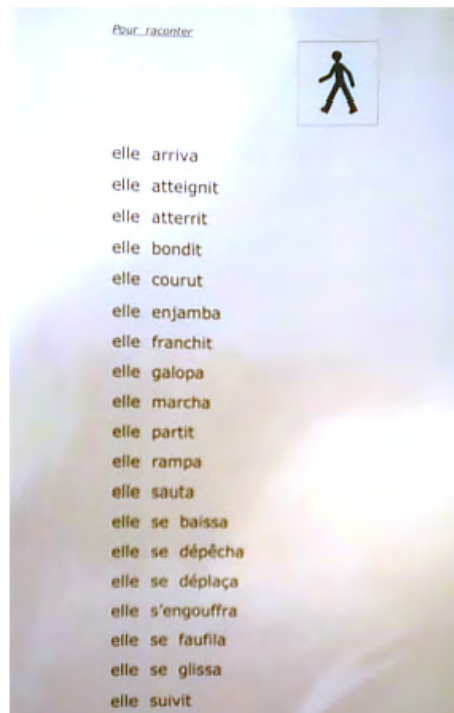 Pour raconter
elle arriva
elle atteignit
elle atterrit
elle bondit
elle courut
elle enjamba
elle franchit
elle galopa
elle marcha
elle partit
elle rampa
elle sauta
elle se baissa
elle se dépêcha
elle se déplaça
elle s'engouffra
elle se faufila
elle se glissa
elle suivit